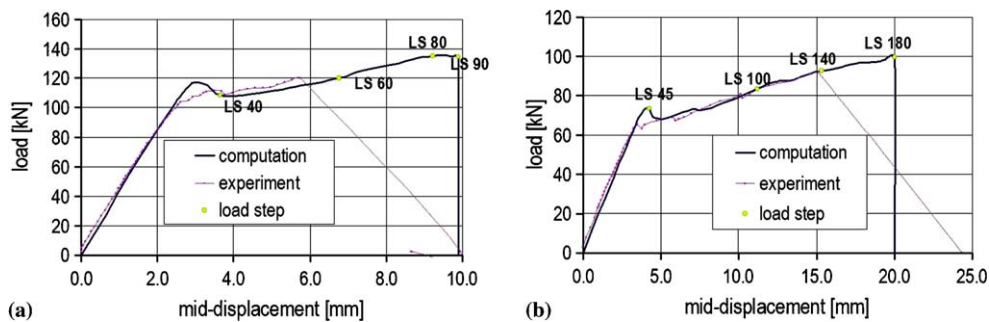 160
140
120
100
80
60
40
20
0
load [kN]
LS 80
LS 90
LS 60
LS 40
computation
experiment
load step
0.0 2.0 4.0 6.0 8.0 10.0
mid-displacement [mm]
(a)
120
100
80
60
40
20
0
load [kN]
LS 180
LS 140
LS 100
LS 45
computation
experiment
load step
0.0 5.0 10.0 15.0 20.0 25.0
mid-displacement [mm]
(b)